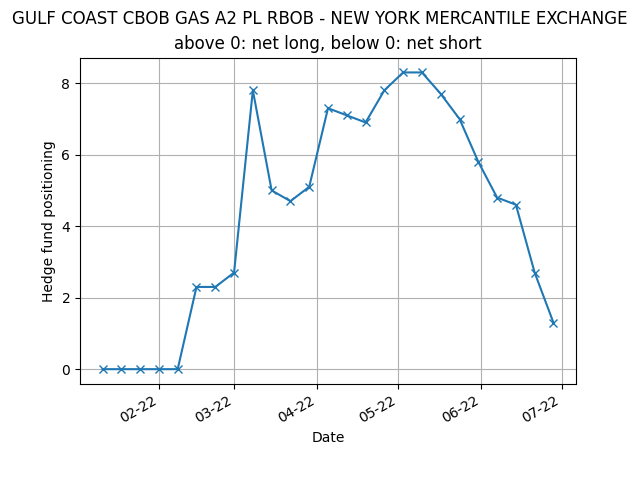 GULF COAST CBOB GAS A2 PL RBOB - NEW YORK MERCANTILE EXCHANGE
above 0: net long, below 0: net short
Hedge fund positioning
8
6
4
2
0
02-22
03-22
04-22
05-22
06-22
07-22
Date